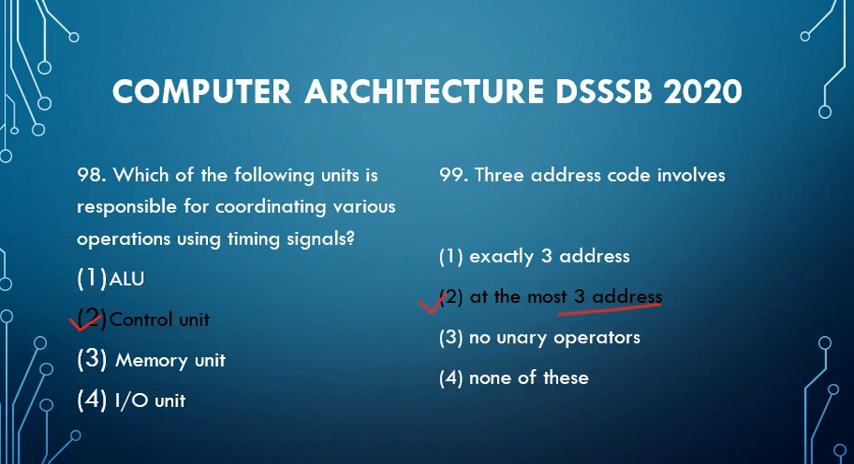 COMPUTER ARCHITECTURE DSSSB 2020
98. Which of the following units is
responsible for coordinating various
operations using timing signals?
(1)ALU
(2)Control unit
(3) Memory unit
(4) I/O unit
99. Three address code involves
(1) exactly 3 address
(2) at the most 3 address
(3) no unary operators
(4) none of these